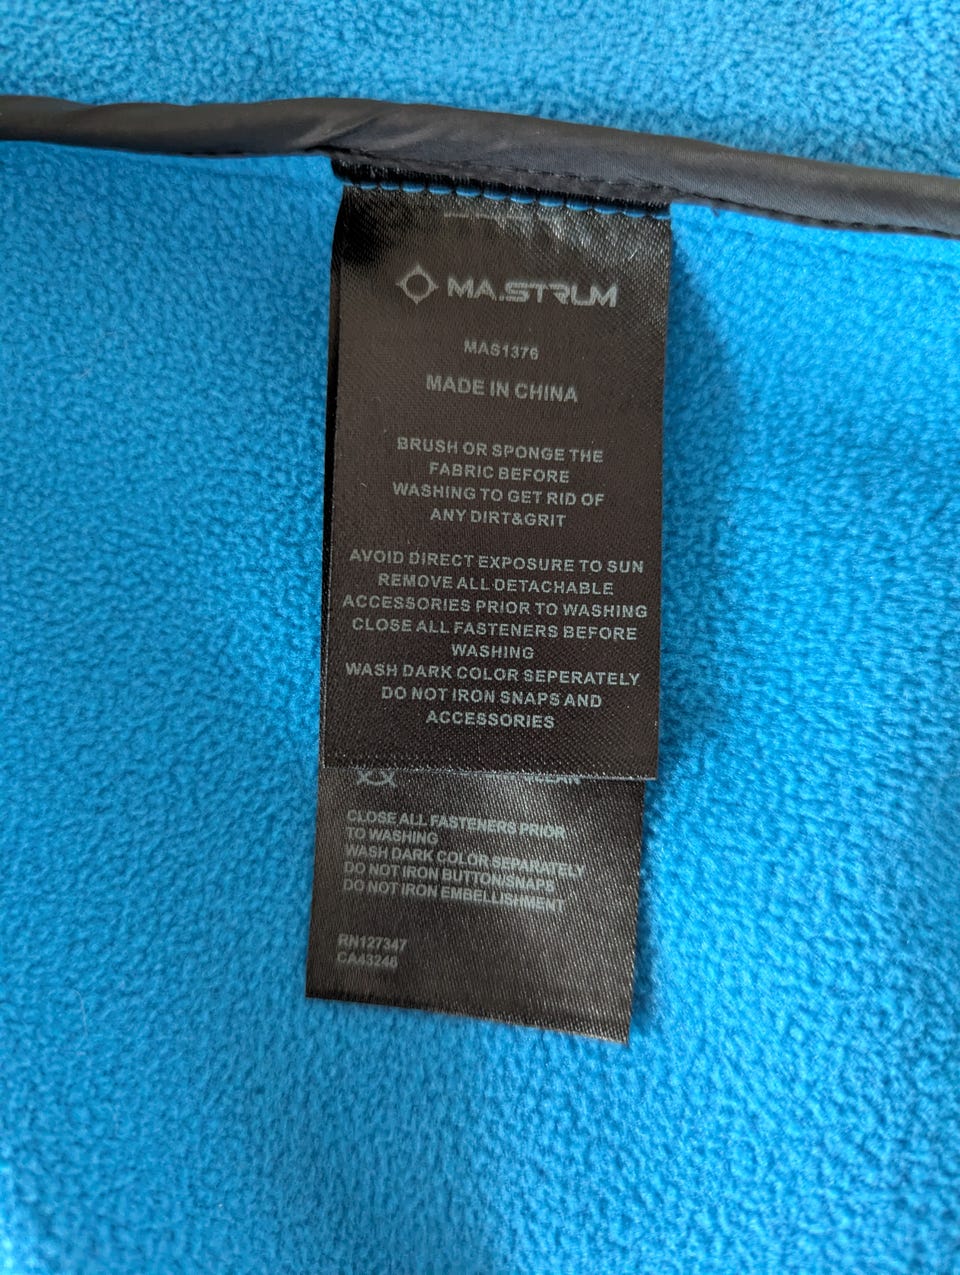 MA.STRUM
MAS1376
MADE IN CHINA
BRUSH OR SPONGE THE
FABRIC BEFORE
WASHING TO GET RID OF
ANY DIRT&GRIT
AVOID DIRECT EXPOSURE TO SUN
REMOVE ALL DETACHABLE
ACCESSORIES PRIOR TO WASHING
CLOSE ALL FASTENERS BEFORE
WASHING
WASH DARK COLOR SEPERATELY
DO NOT IRON SNAPS AND
ACCESSORIES
CLOSE ALL FASTENERS PRIOR
TO WASHING
WASH DARK COLOR SEPARATELY
DO NOT IRON BUTTON/SNAPS
DO NOT IRON EMBELLISHMENT
RN127347
CA43246